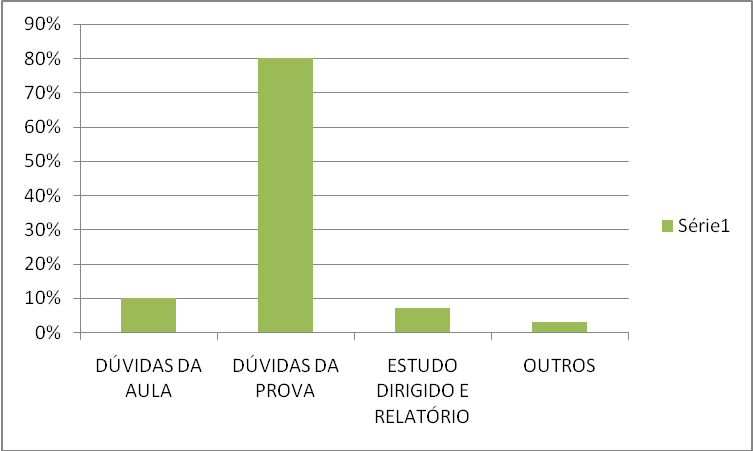 90%
80%
70%
60%
50%
40%
30%
20%
10%
0%
DÚVIDAS DA
AULA
DÚVIDAS DA
PROVA
ESTUDO
DIRIGIDO E
RELATÓRIO
OUTROS
Série1